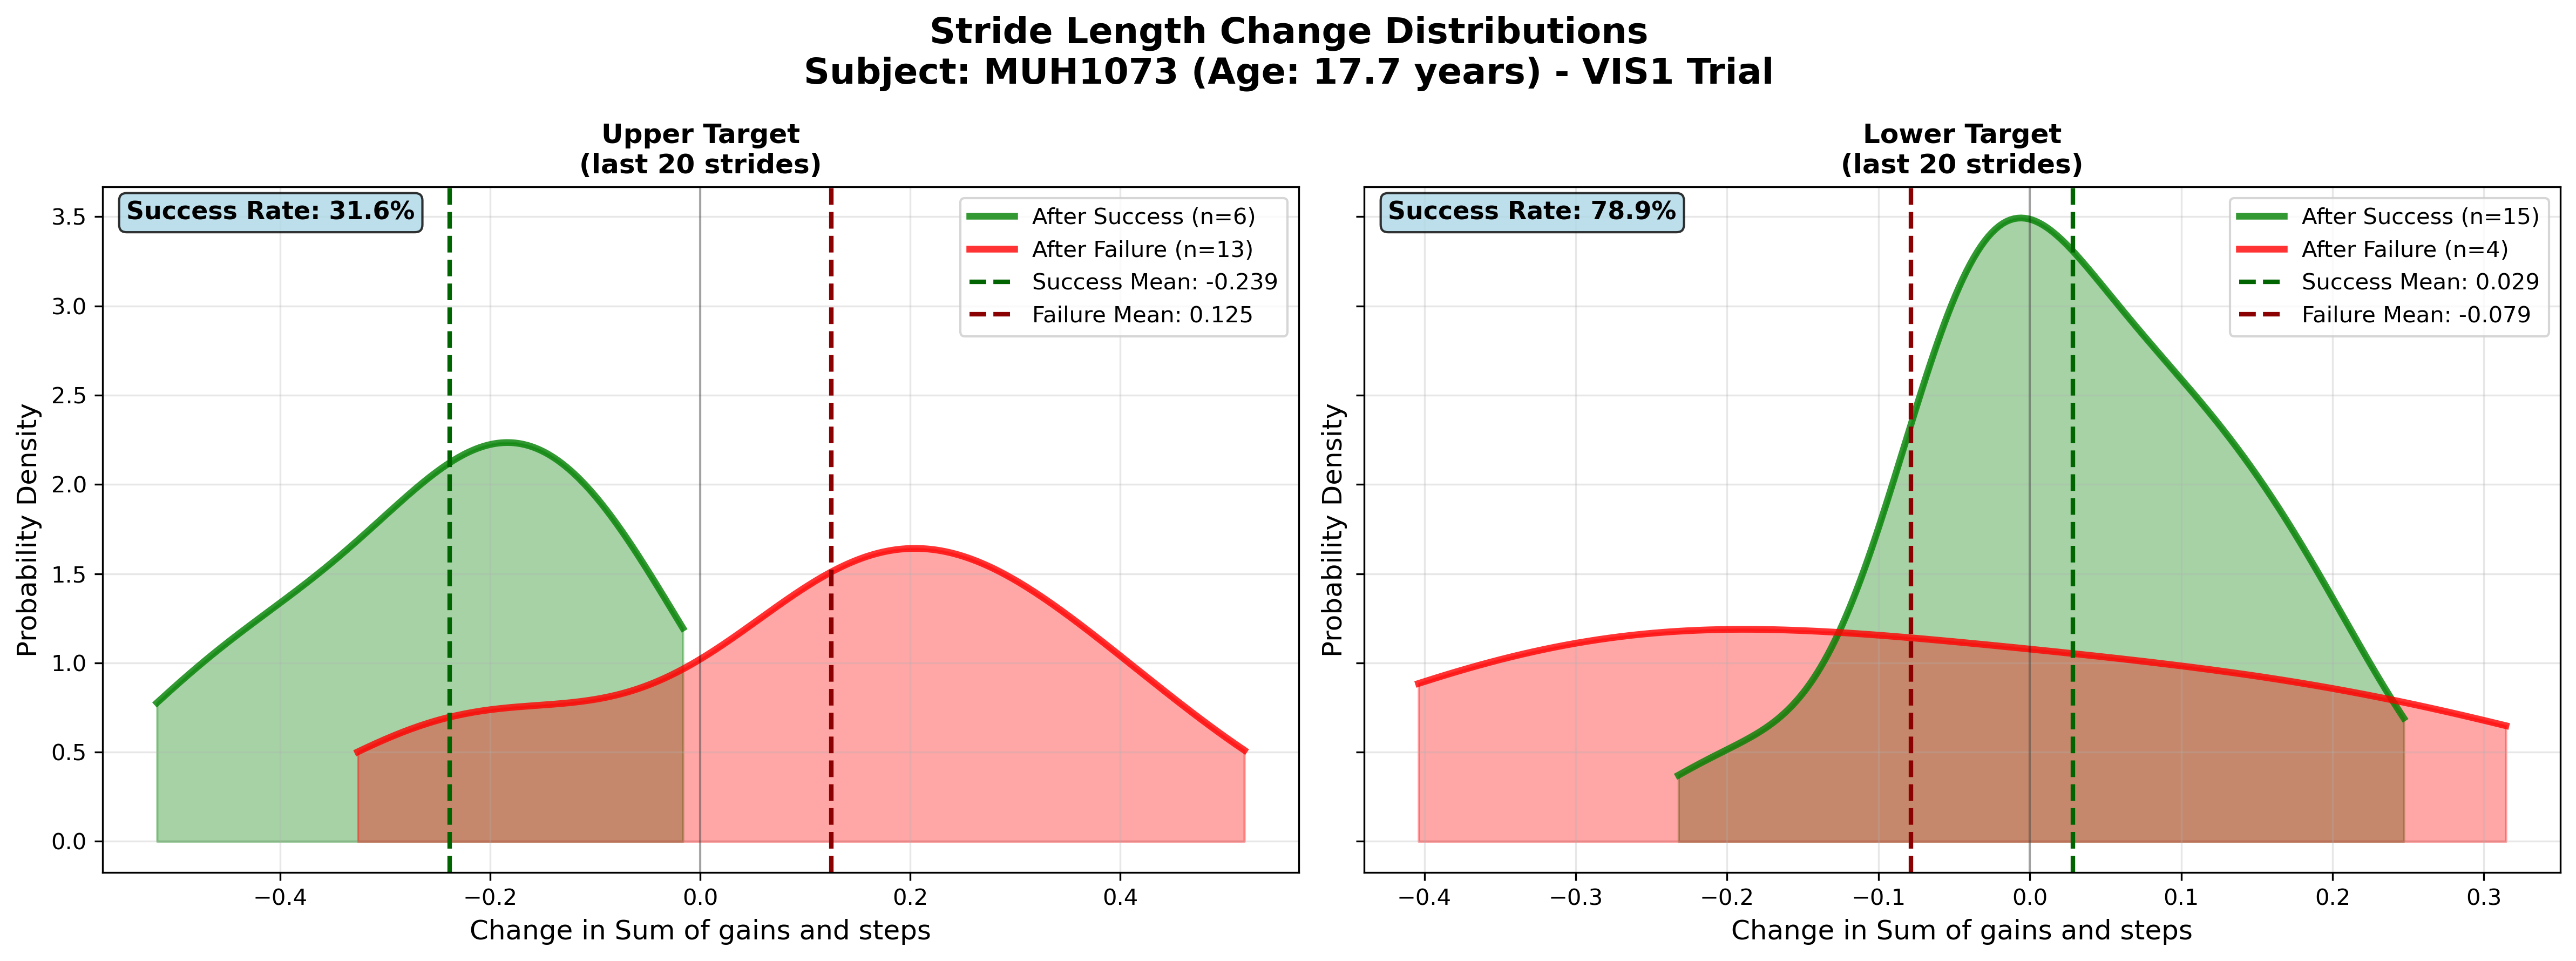 Stride Length Change Distributions
Subject: MUH1073 (Age: 17.7 years) - VIS1 Trial
Upper Target
(last 20 strides)
Success Rate: 31.6%
After Success (n=6)
After Failure (n=13)
Success Mean: -0.239
Failure Mean: 0.125
Probability Density
3.5
3.0
2.5
2.0
1.5
1.0
0.5
0.0
−0.4
−0.2
0.0
0.2
0.4
Change in Sum of gains and steps
Lower Target
(last 20 strides)
Success Rate: 78.9%
After Success (n=15)
After Failure (n=4)
Success Mean: 0.029
Failure Mean: -0.079
Probability Density
−0.4
−0.3
−0.2
−0.1
0.0
0.1
0.2
0.3
Change in Sum of gains and steps